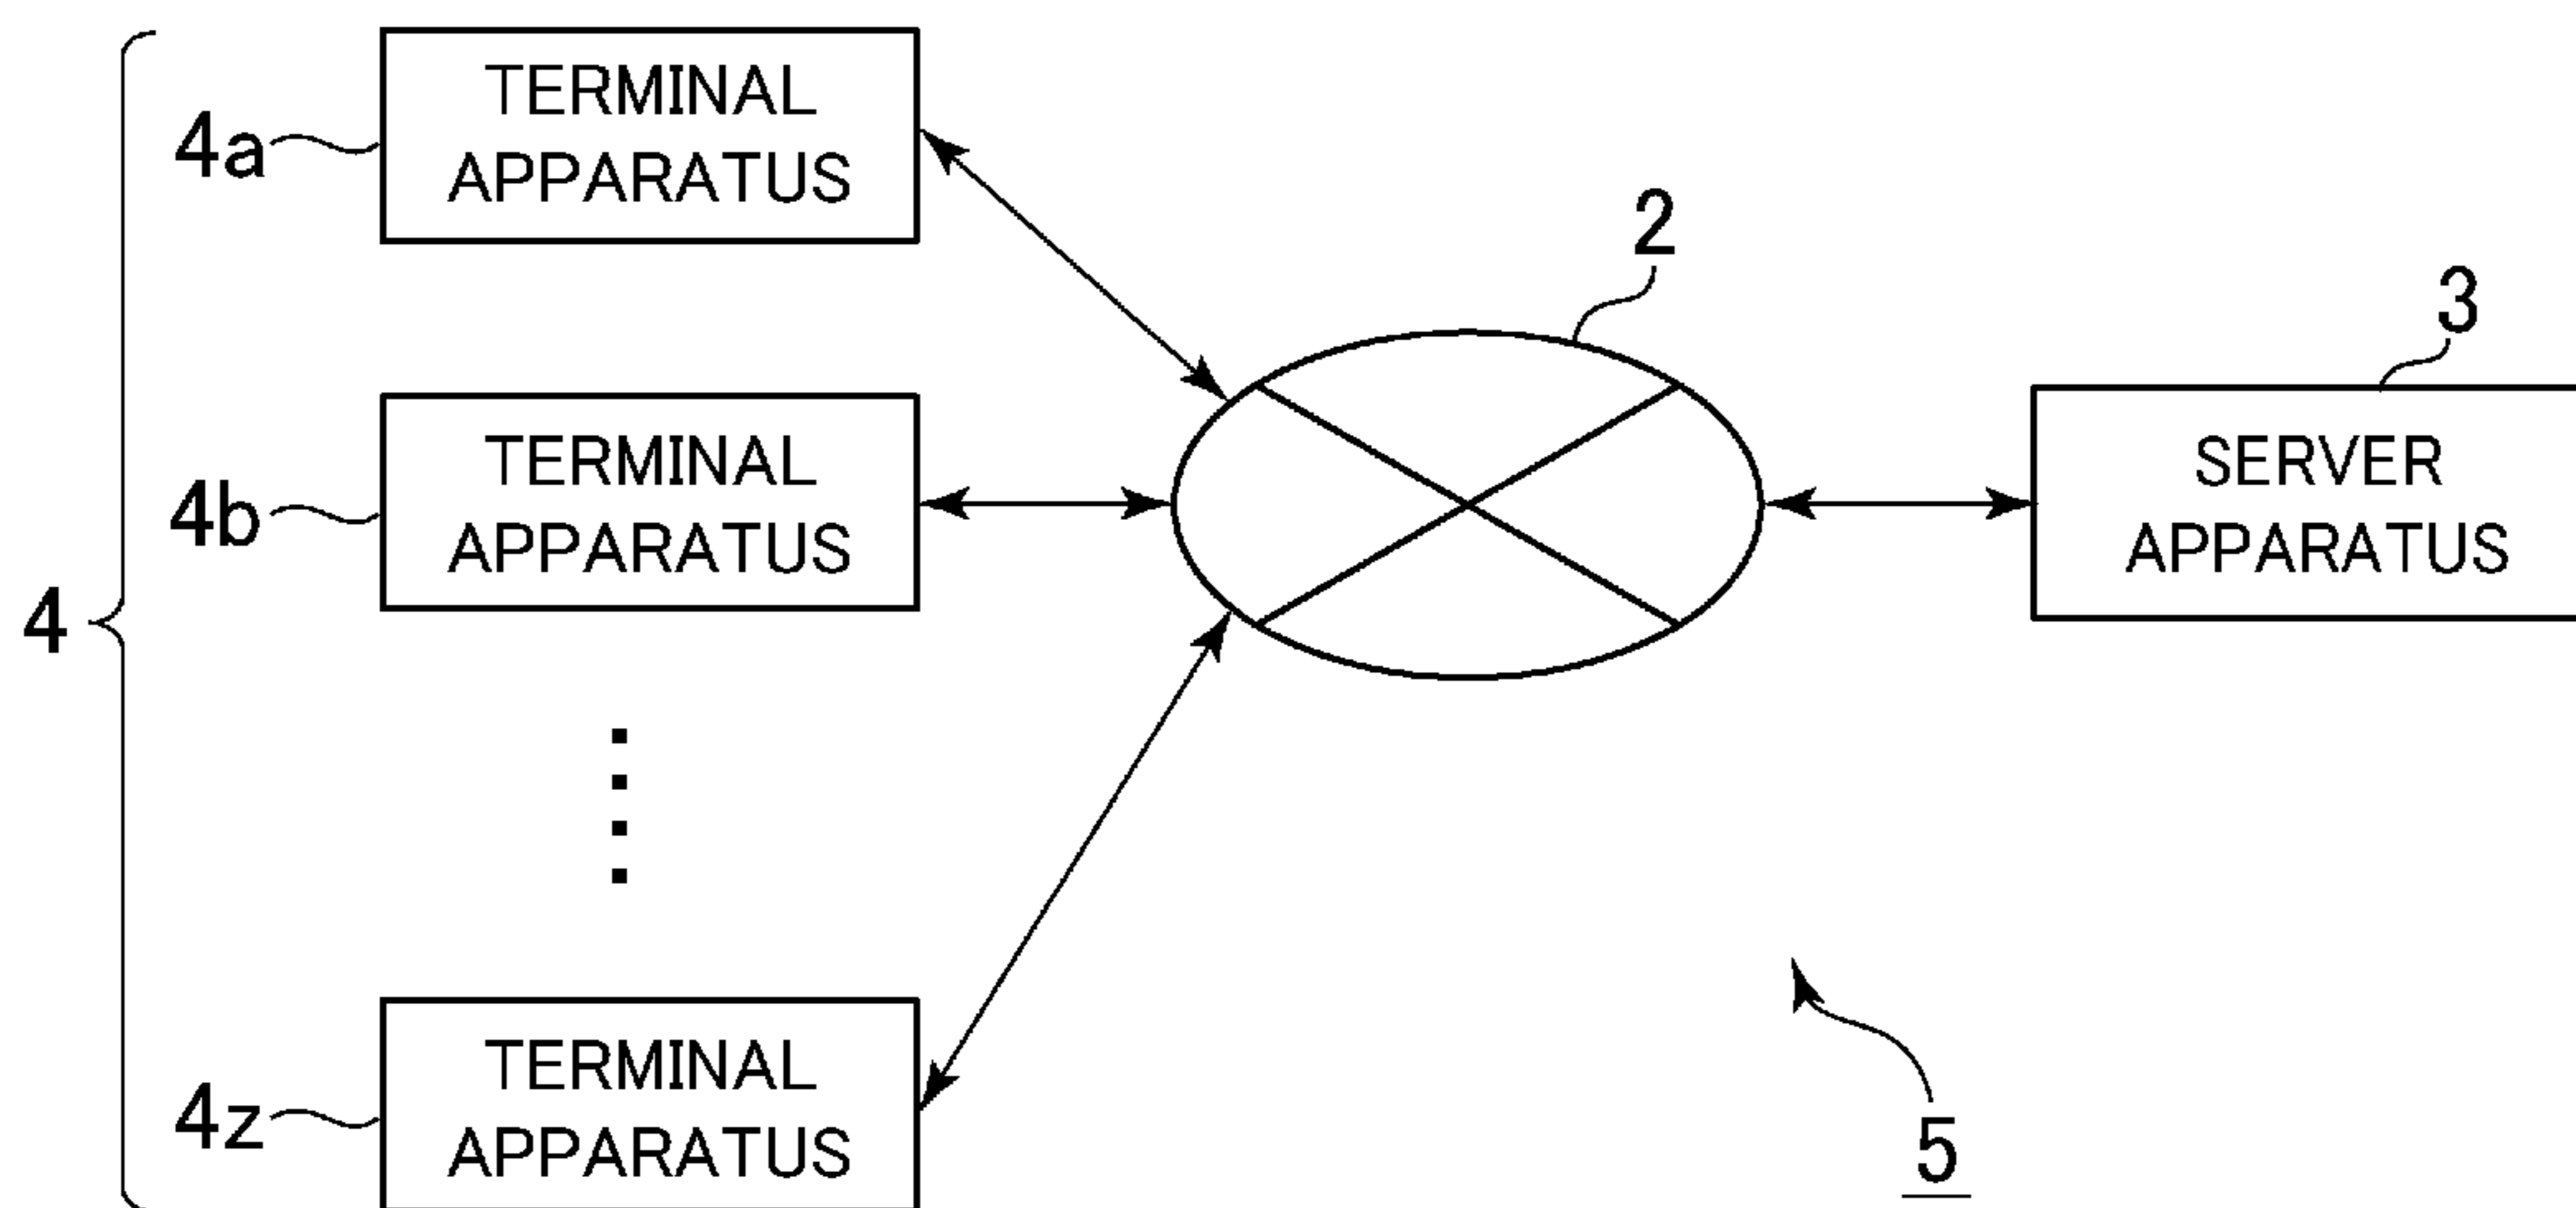 4
4a
TERMINAL
APPARATUS
4b
TERMINAL
APPARATUS
4z
TERMINAL
APPARATUS
2
3
SERVER
APPARATUS
5